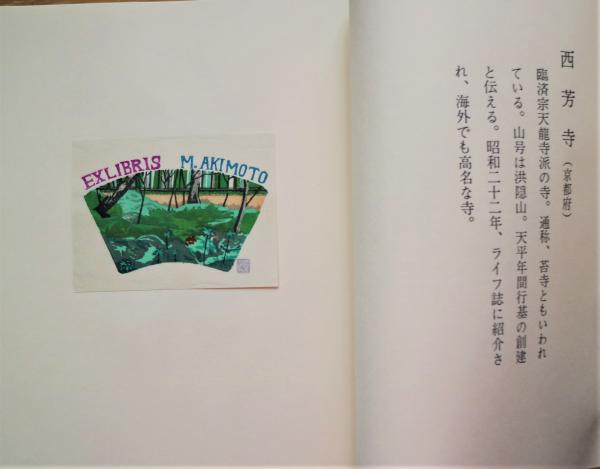 EXLIBRIS M.AKIMOTO
西芳寺（京都府）
臨済宗天龍寺派の寺。通称、苔寺ともいわれ
ている。山号は洪隠山。天平年間行基の創建
と伝える。昭和二十二年、ライフ誌に紹介さ
れ、海外でも高名な寺。